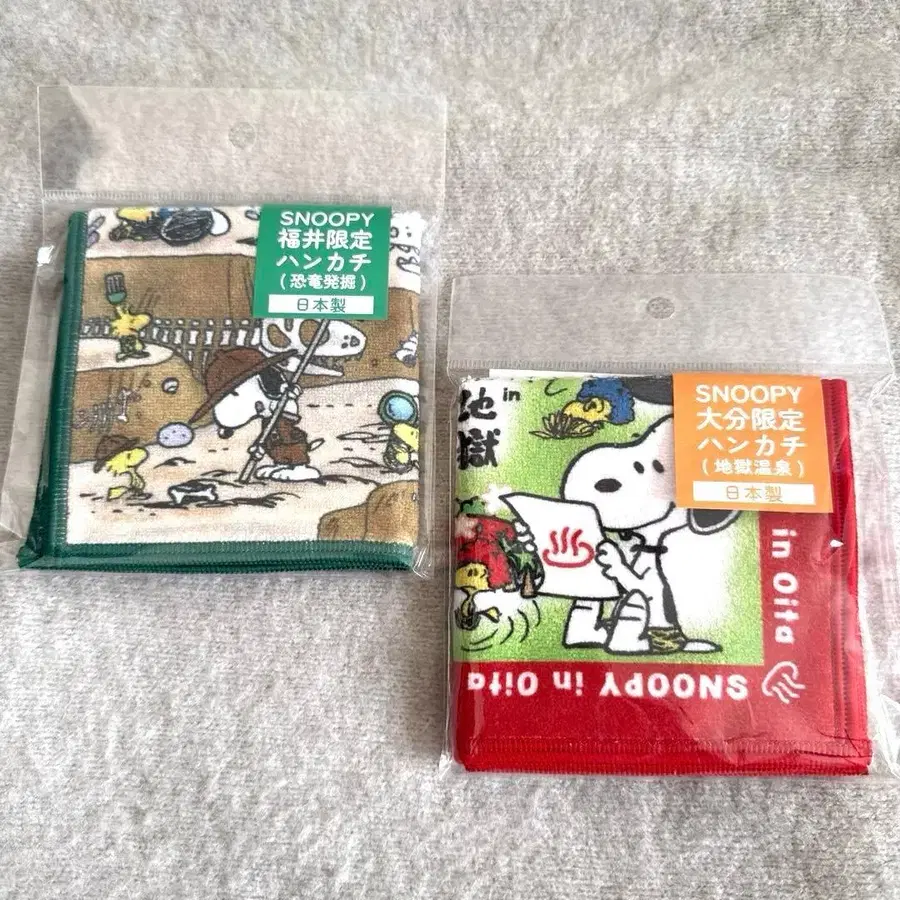 SNOOPY
福井限定
ハンカチ
(恐竜発掘)
日本製
SNOOPY
大分限定
ハンカチ
(地獄温泉)
日本製
地 in
獄
in Oita
SNOOPY in Oita